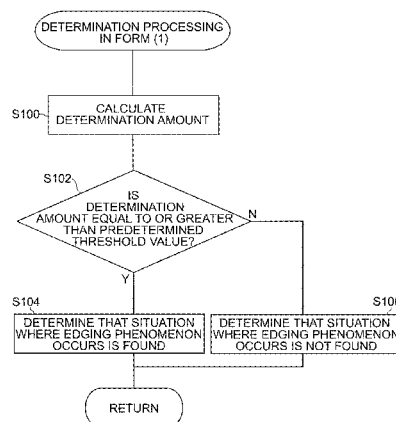 DETERMINATION PROCESSING
IN FORM (1)
S100
CALCULATE
DETERMINATION AMOUNT
S102
IS
DETERMINATION
AMOUNT EQUAL TO OR GREATER
THAN PREDETERMINED
THRESHOLD VALUE?
N
Y
S104
DETERMINE THAT SITUATION
WHERE EDGING PHENOMENON
OCCURS IS FOUND
DETERMINE THAT SITUATION
WHERE EDGING PHENOMENON
OCCURS IS NOT FOUND
RETURN